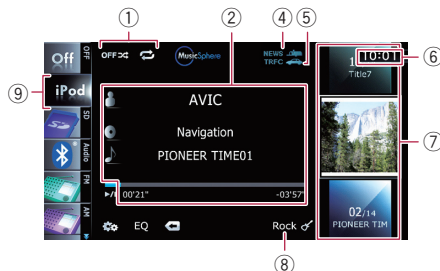 ① ② ④ ⑤
Off OFF
OFF MusicSphere NEWS
TRFC
10:01 ⑥
1
Title7
⑨ iPod
AVIC
SD SD
Navigation
Audio
PIONEER TIME01
⑦
FM
00'21" -03'57"
02/14
PIONEER TIM
AM
EQ Rock
⑧